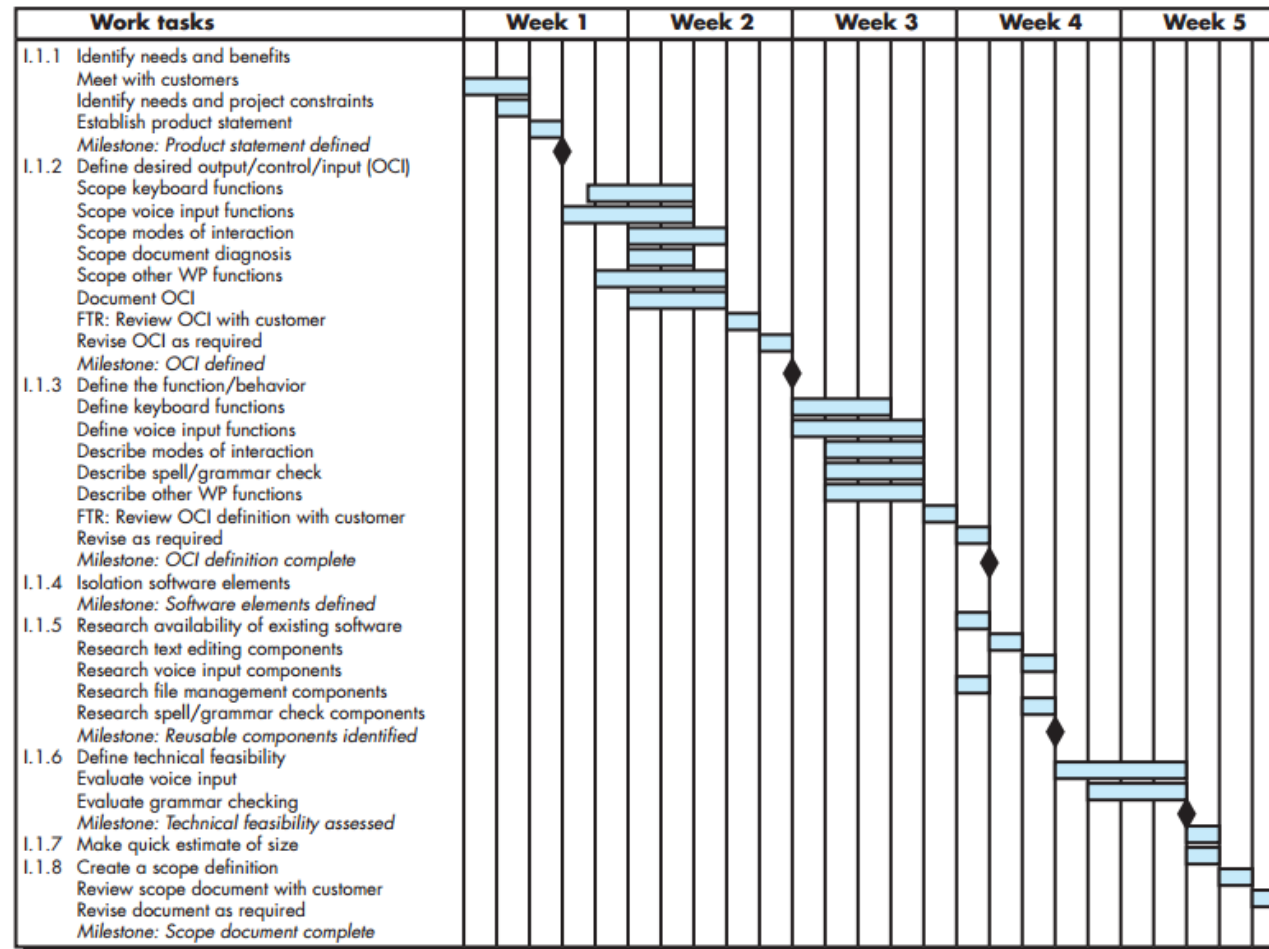 Work tasks Week 1 Week 2 Week 3 Week 4 Week 5
I.1.1 Identify needs and benefits
Meet with customers
Identify needs and project constraints
Establish product statement
Milestone: Product statement defined
I.1.2 Define desired output/control/input (OCI)
Scope keyboard functions
Scope voice input functions
Scope modes of interaction
Scope document diagnosis
Scope other WP functions
Document OCI
FTR: Review OCI with customer
Revise OCI as required
Milestone: OCI defined
I.1.3 Define the function/behavior
Define keyboard functions
Define voice input functions
Describe modes of interaction
Describe spell/grammar check
Describe other WP functions
FTR: Review OCI definition with customer
Revise as required
Milestone: OCI definition complete
I.1.4 Isolation software elements
Milestone: Software elements defined
I.1.5 Research availability of existing software
Research text editing components
Research voice input components
Research file management components
Research spell/grammar check components
Milestone: Reusable components identified
I.1.6 Define technical feasibility
Evaluate voice input
Evaluate grammar checking
Milestone: Technical feasibility assessed
I.1.7 Make quick estimate of size
I.1.8 Create a scope definition
Review scope document with customer
Revise document as required
Milestone: Scope document complete